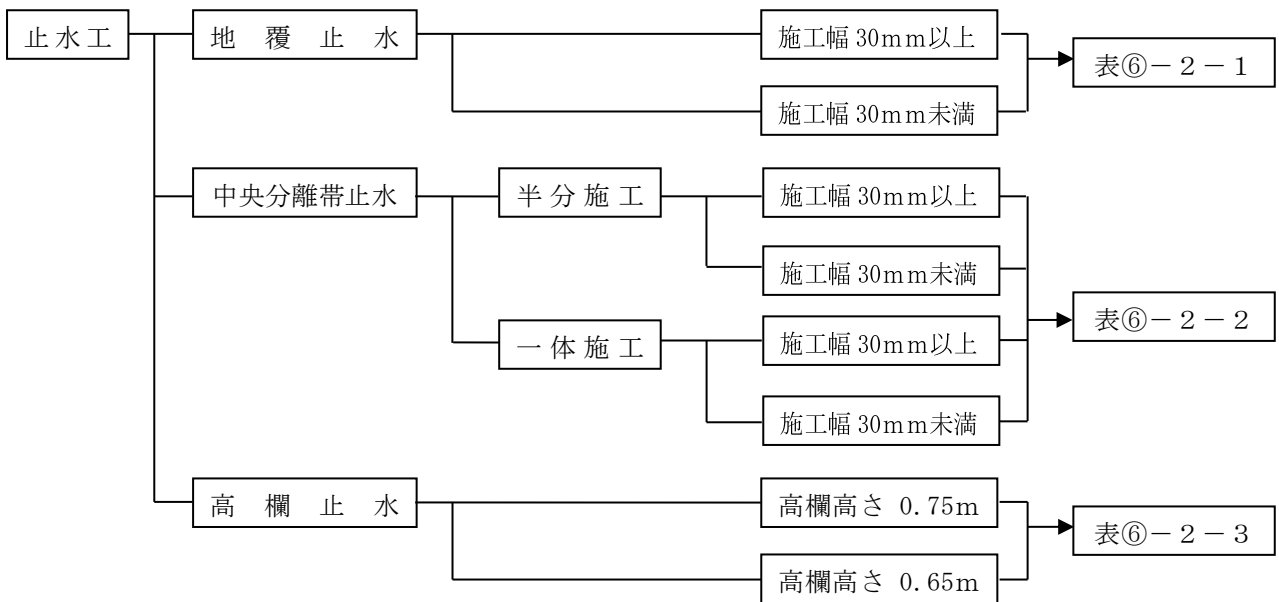 止水工
地覆止水
施工幅 30mm以上
表⑥－２－１
施工幅 30mm未満
中央分離帯止水
半分施工
施工幅 30mm以上
施工幅 30mm未満
表⑥－２－２
一体施工
施工幅 30mm以上
施工幅 30mm未満
高欄止水
高欄高さ 0.75m
表⑥－２－３
高欄高さ 0.65m